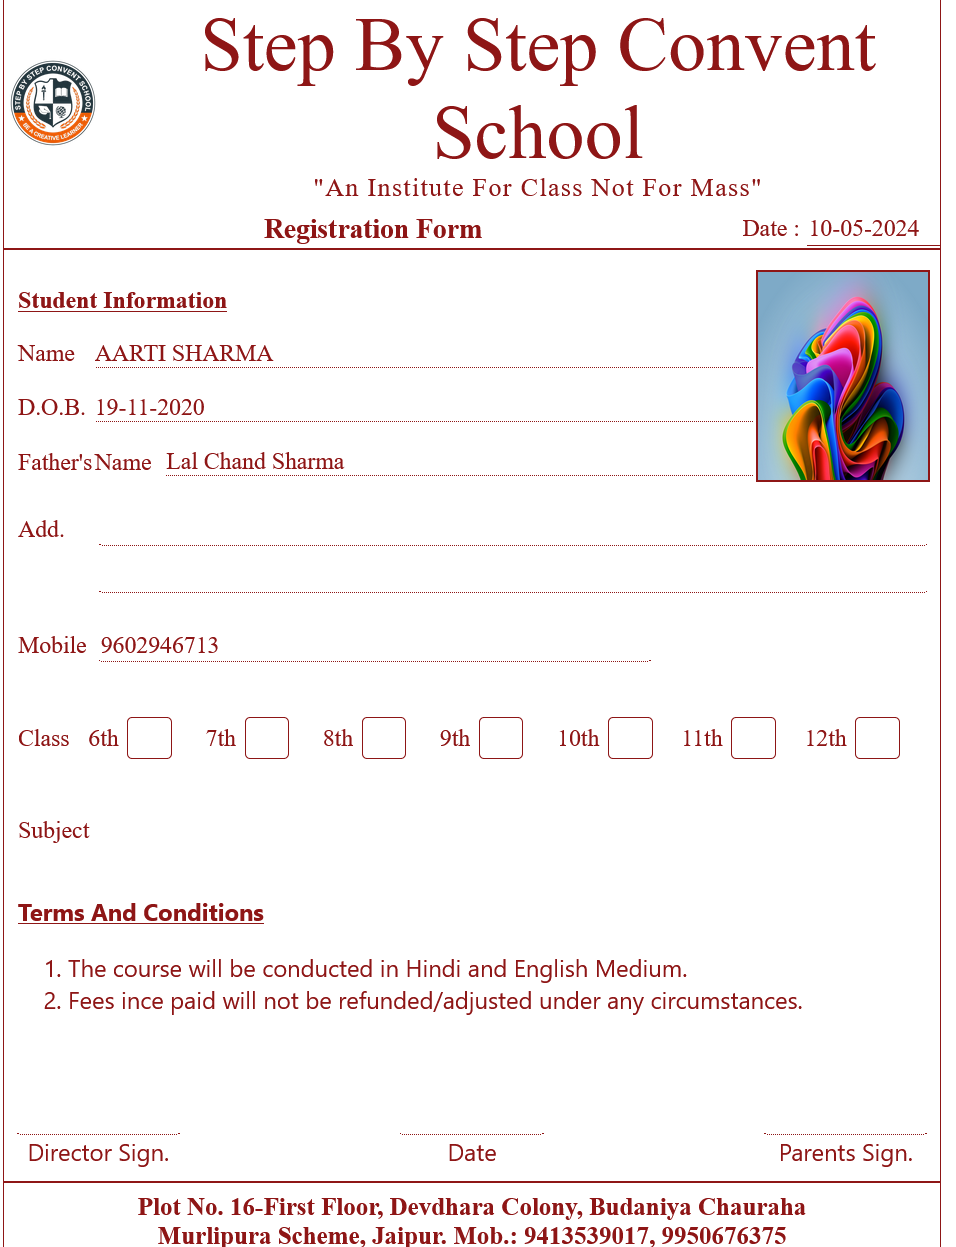 Step By Step Convent
School
STEP BY STEP CONVENT SCHOOL
BE A CREATIVE LEARNER
"An Institute For Class Not For Mass"
Registration Form Date : 10-05-2024
Student Information
Name AARTI SHARMA
D.O.B. 19-11-2020
Father's Name Lal Chand Sharma
Add.
Mobile 9602946713
Class 6th 7th 8th 9th 10th 11th 12th
Subject
Terms And Conditions
1. The course will be conducted in Hindi and English Medium.
2. Fees ince paid will not be refunded/adjusted under any circumstances.
Director Sign. Date Parents Sign.
Plot No. 16-First Floor, Devdhara Colony, Budaniya Chauraha
Murlipura Scheme, Jaipur. Mob.: 9413539017, 9950676375